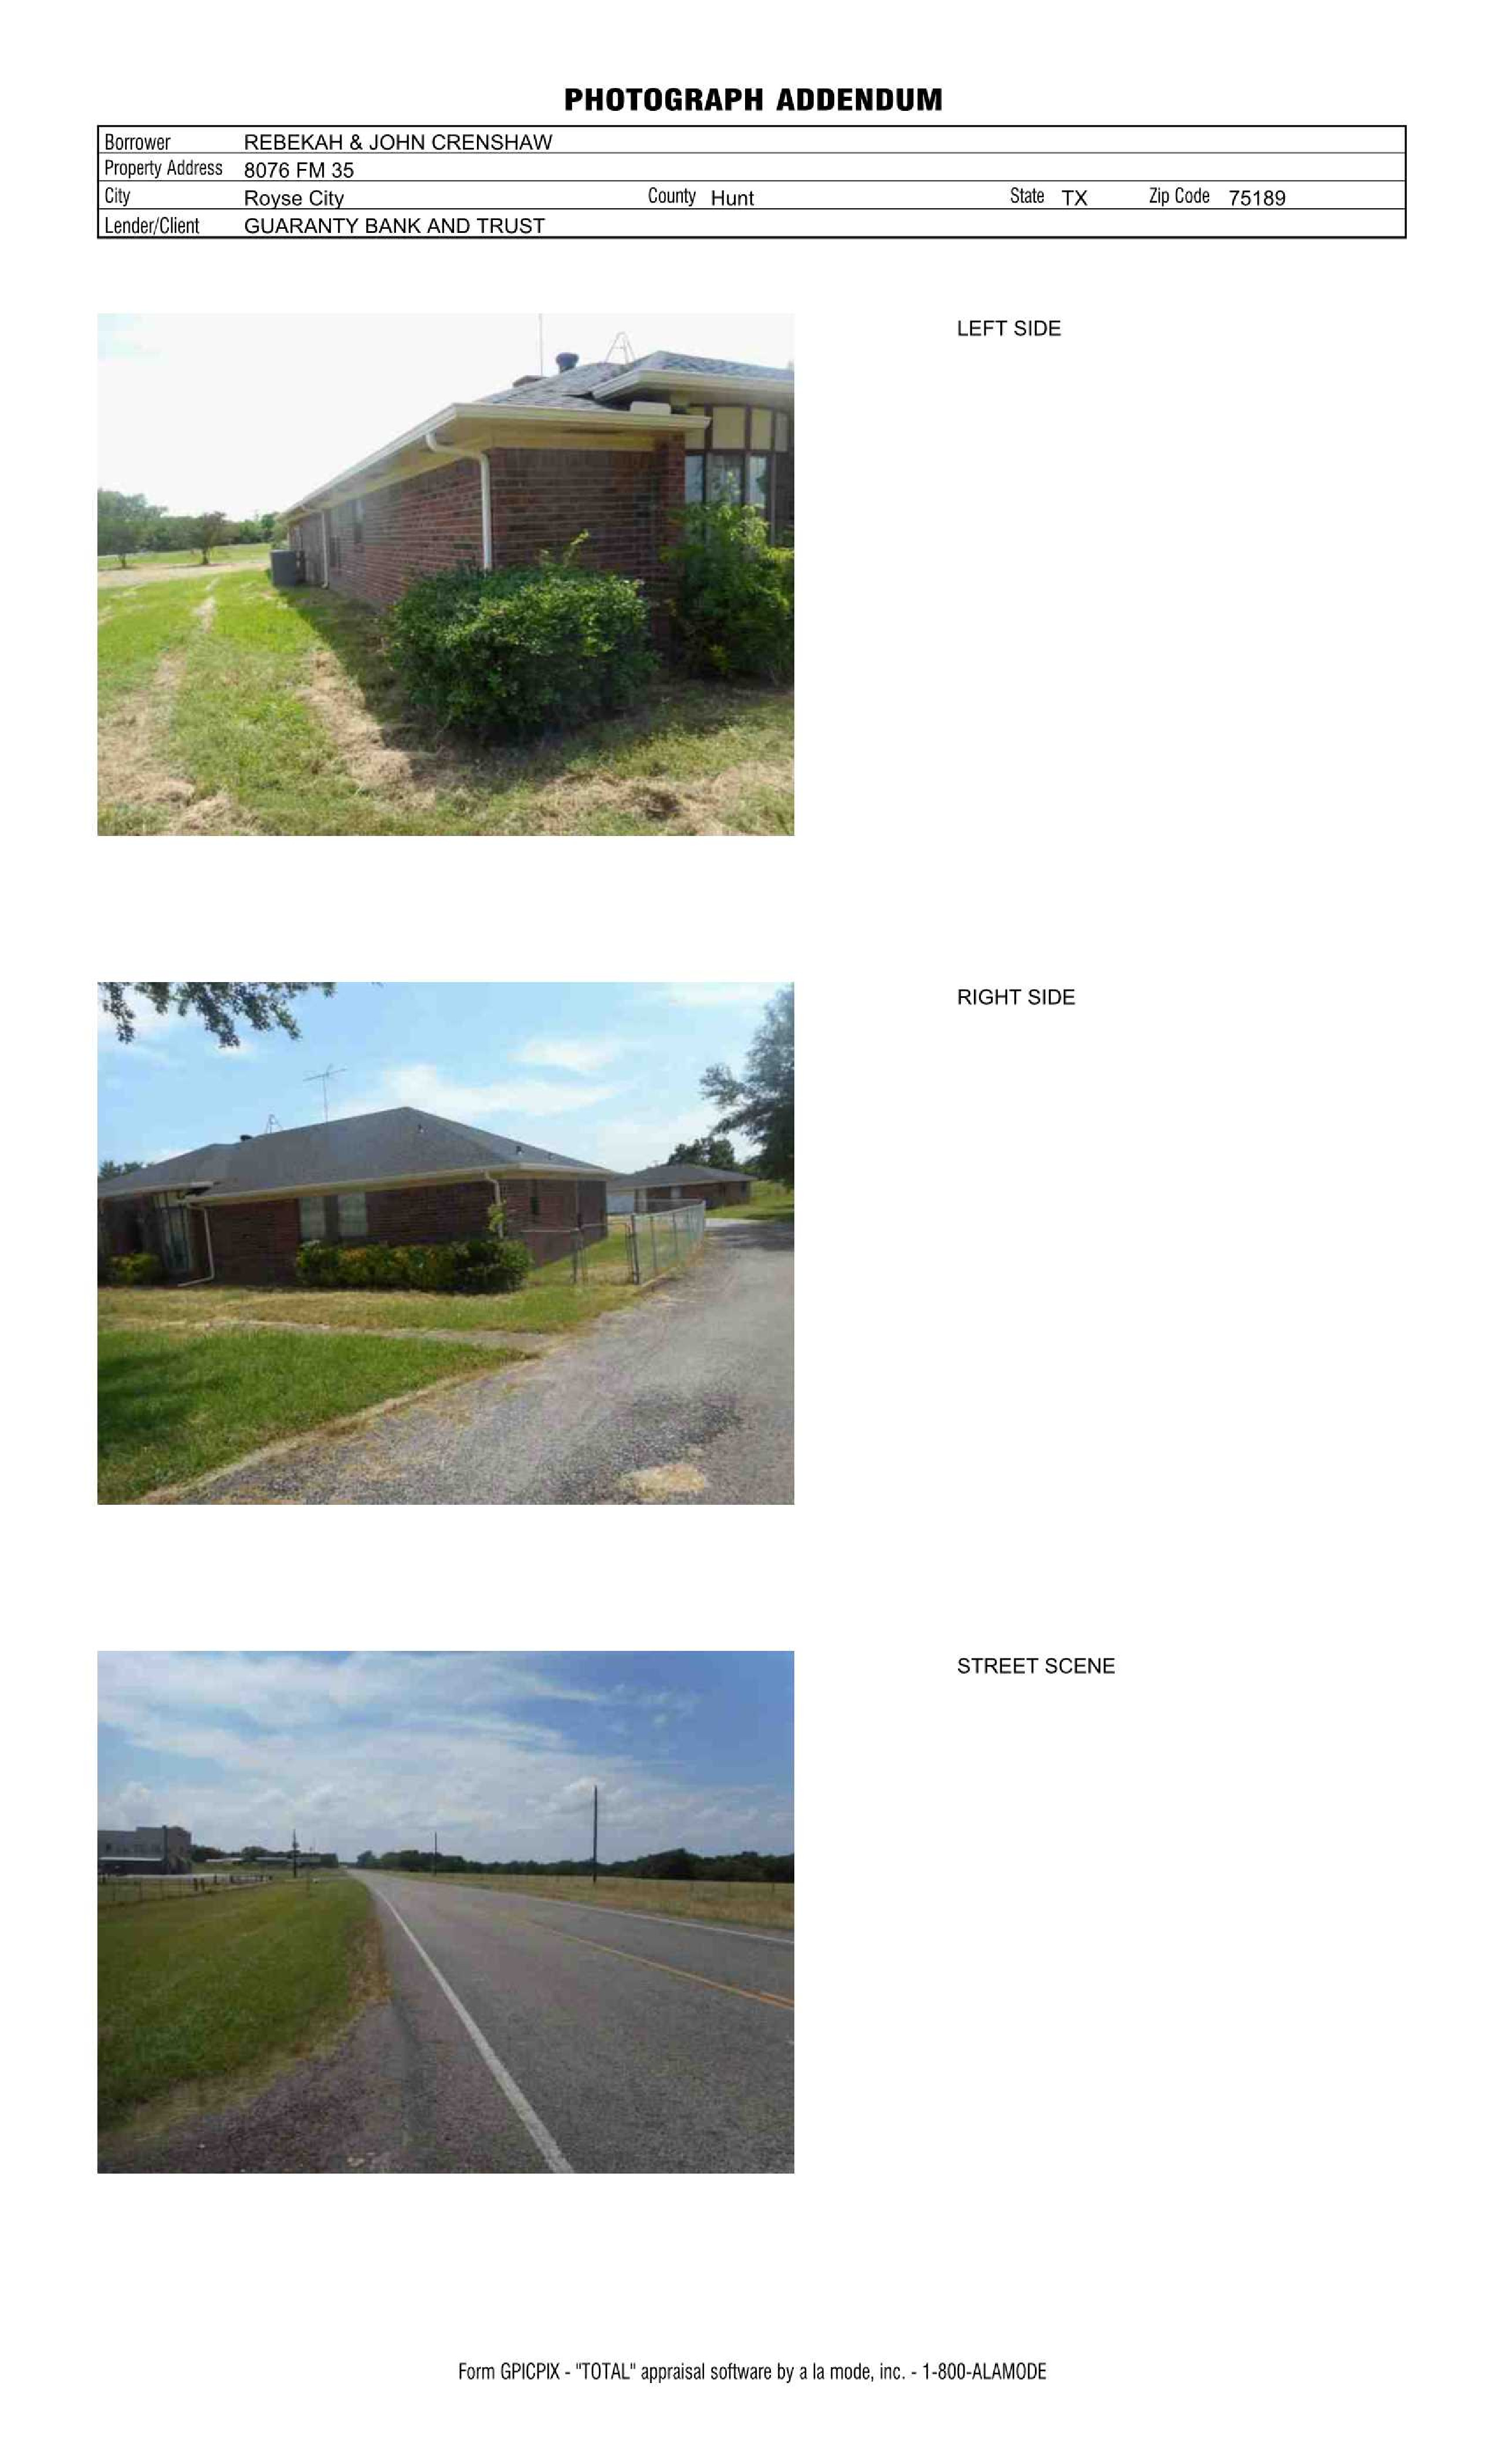 PHOTOGRAPH ADDENDUM
Borrower REBEKAH & JOHN CRENSHAW
Property Address 8076 FM 35
City Royse City County Hunt State TX Zip Code 75189
Lender/Client GUARANTY BANK AND TRUST
LEFT SIDE
RIGHT SIDE
STREET SCENE
Form GPICPIX - "TOTAL" appraisal software by a la mode, inc. - 1-800-ALAMODE